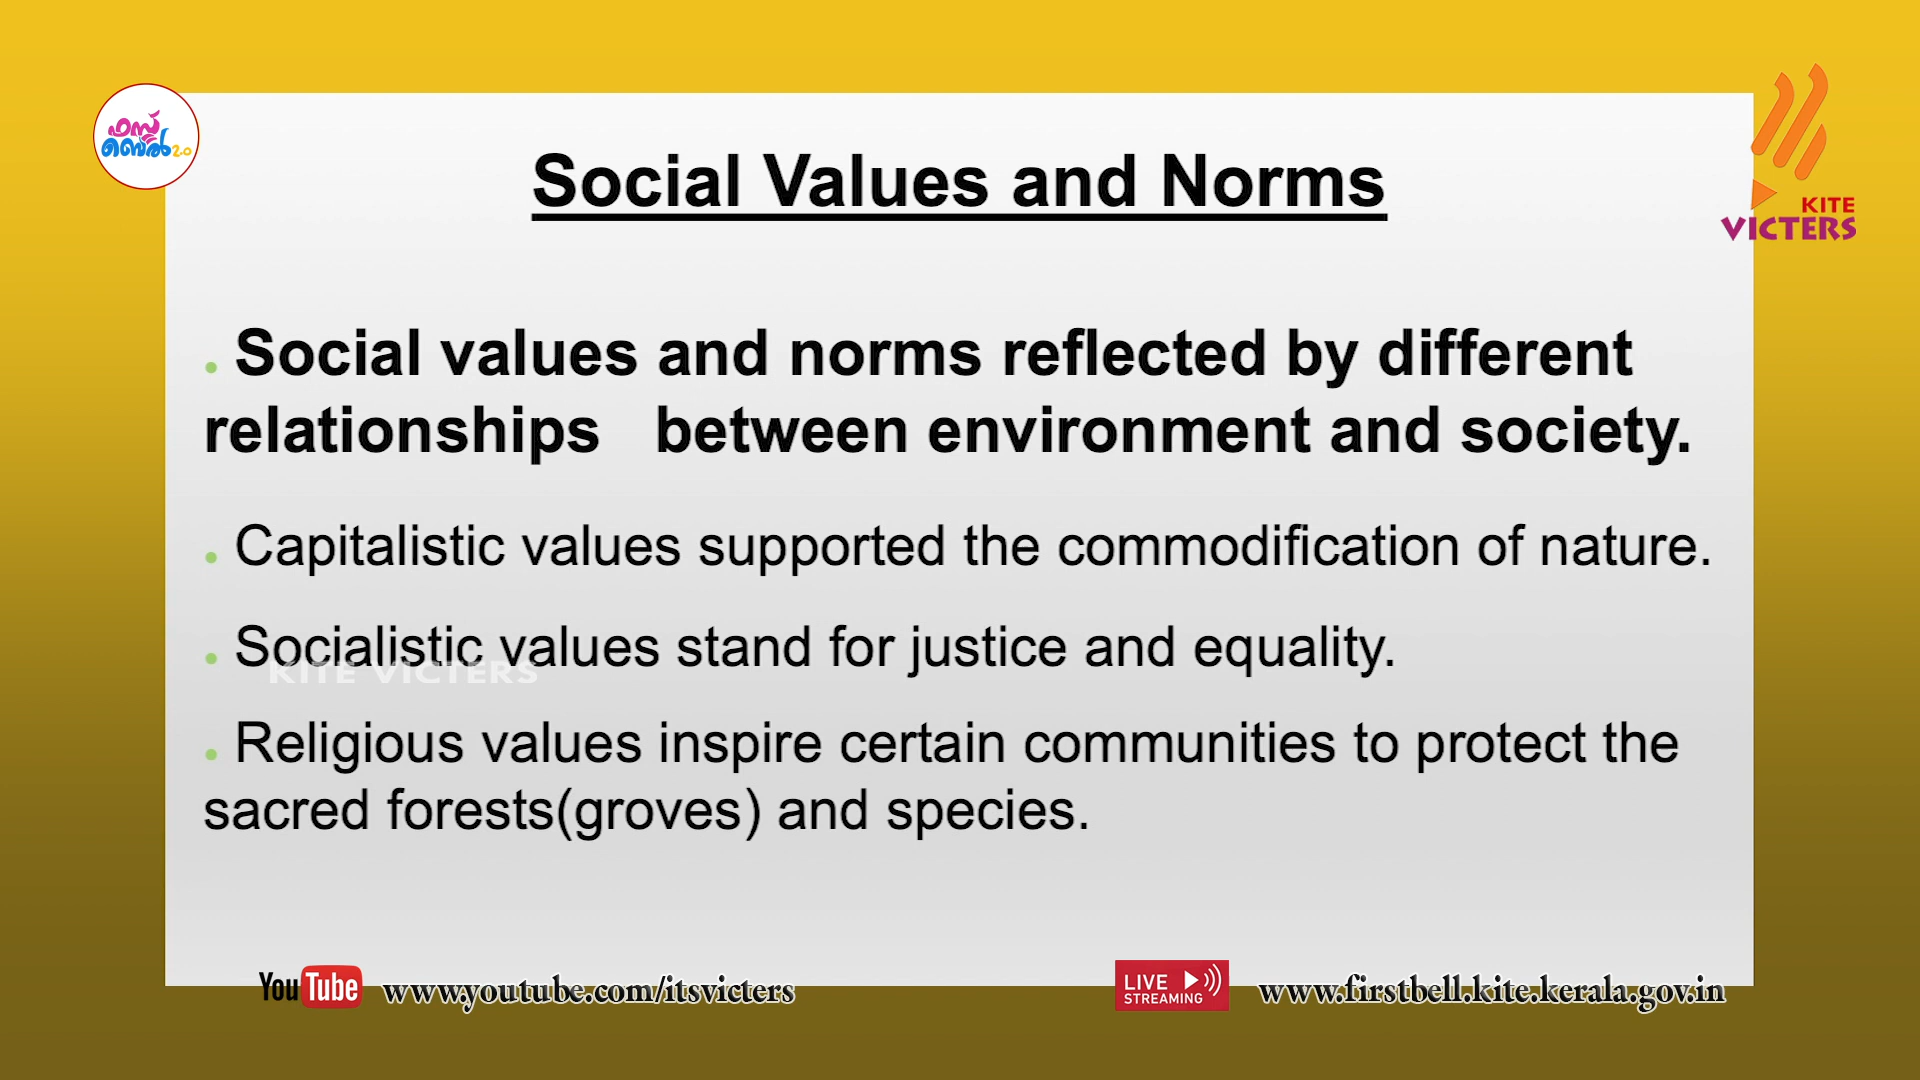 ഫസ്റ്റ്
ബെൽ 2.0
KITE
VICTERS
Social Values and Norms
. Social values and norms reflected by different
relationships between environment and society.
. Capitalistic values supported the commodification of nature.
. Socialistic values stand for justice and equality.
KITE VICTERS
. Religious values inspire certain communities to protect the
sacred forests(groves) and species.
YouTube www.youtube.com/itsvicters
LIVE
STREAMING
www.firstbell.kite.kerala.gov.in